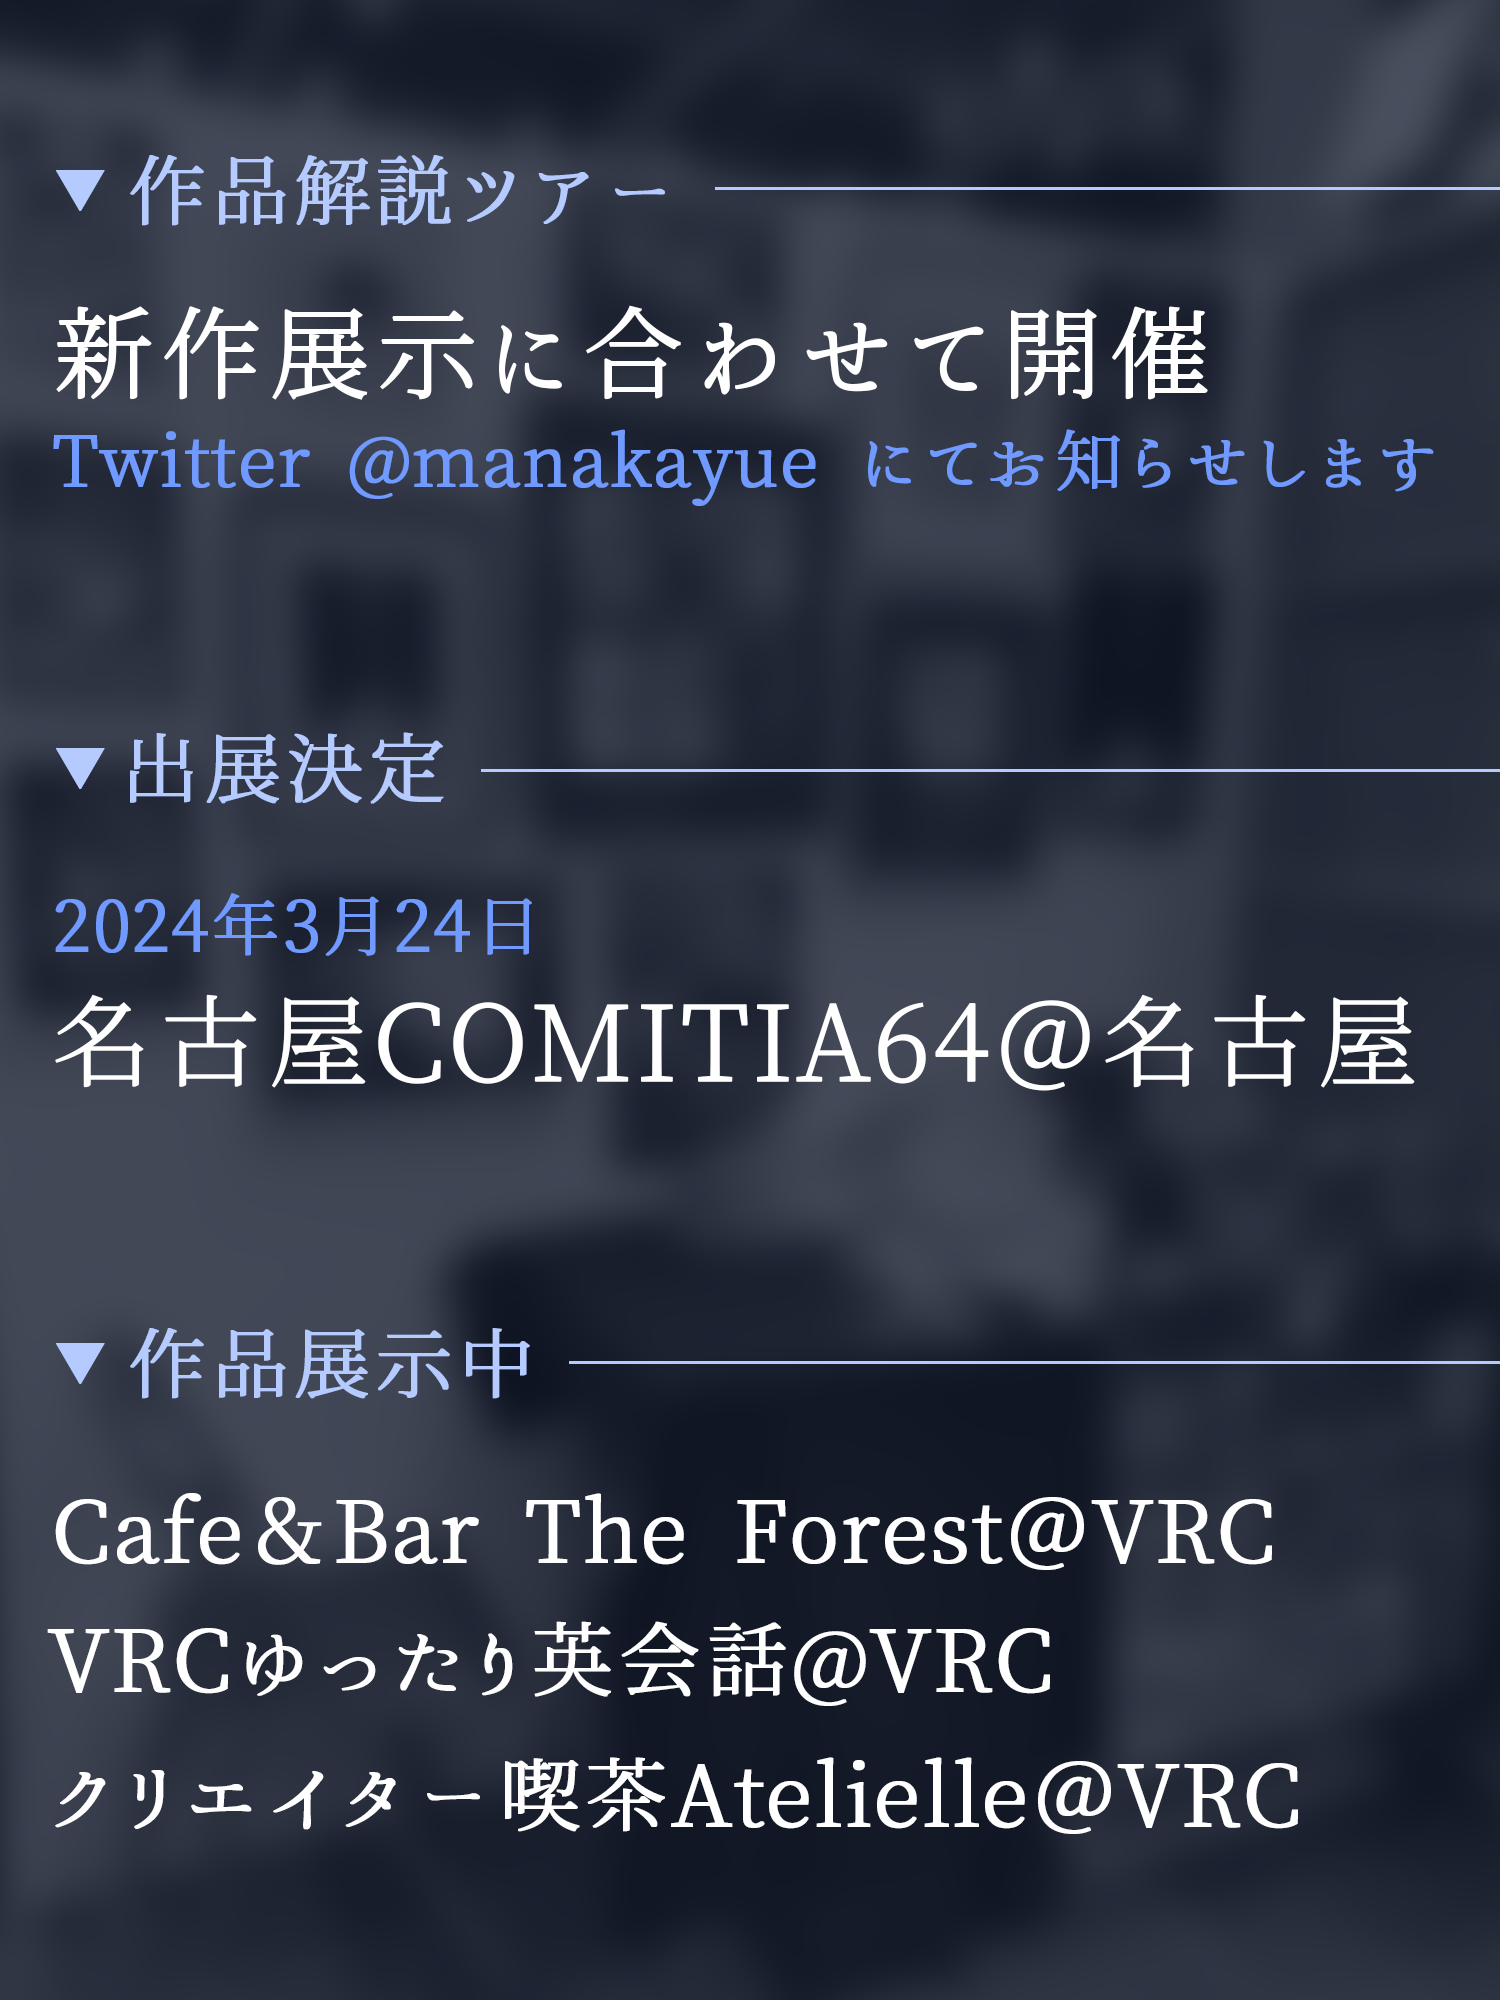 ▼作品解説ツアー
新作展示に合わせて開催
Twitter @manakayue にてお知らせします
▼出展決定
2024年3月24日
名古屋COMITIA64@名古屋
▼作品展示中
Cafe＆Bar The Forest@VRC
VRCゆったり英会話@VRC
クリエイター喫茶Atelielle@VRC